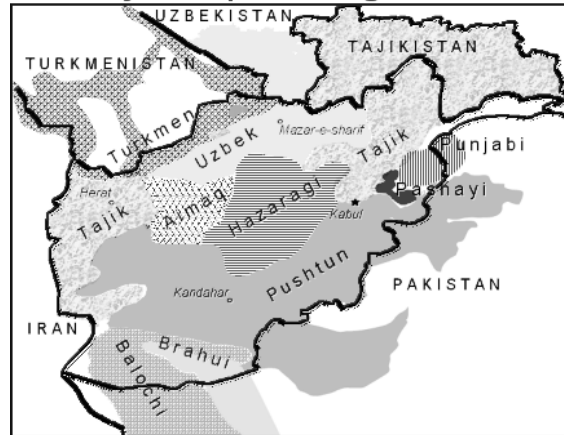 UZBEKISTAN
TAJIKISTAN
TURKMENISTAN
Turkmen
Uzbek
Mazar-e-sharif
Tajik
Punjabi
Pashayi
Herat
Tajik
Aimaq
Hazaragi
Kabul
Kandahar
Pushtun
PAKISTAN
IRAN
Brahui
Balochi